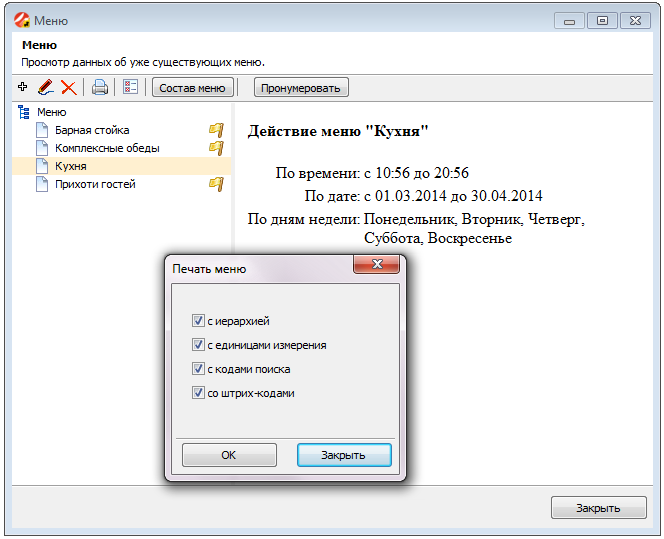 Меню
Меню
Просмотр данных об уже существующих меню.
Состав меню Пронумеровать
Меню
Барная стойка
Комплексные обеды
Кухня
Прихоти гостей
Действие меню "Кухня"
По времени: с 10:56 до 20:56
По дате: с 01.03.2014 до 30.04.2014
По дням недели: Понедельник, Вторник, Четверг,
Суббота, Воскресенье
Печать меню
с иерархией
с единицами измерения
с кодами поиска
со штрих-кодами
ОК Закрыть
Закрыть